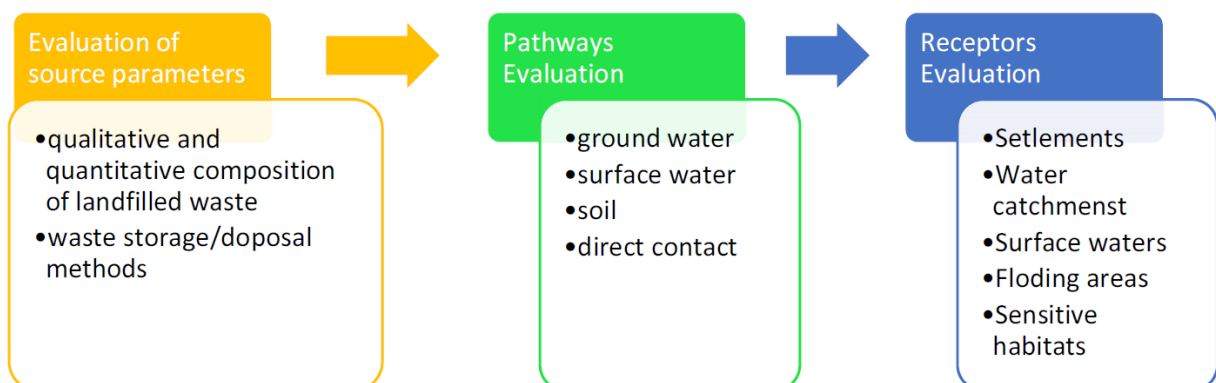 Evaluation of
source parameters
•qualitative and
quantitative composition
of landfilled waste
•waste storage/doposal
methods
Pathways
Evaluation
•ground water
•surface water
•soil
•direct contact
Receptors
Evaluation
•Setlements
•Water
catchmenst
•Surface waters
•Floding areas
•Sensitive
habitats